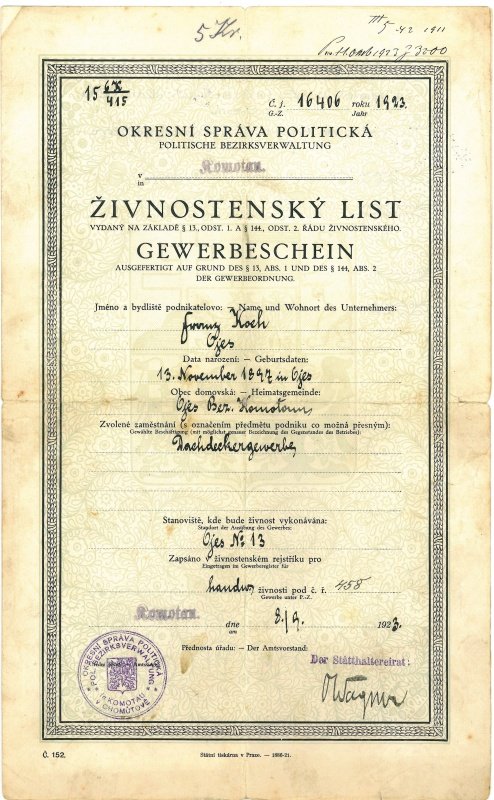 5 Kr.
1911
15 6X/415
Č. j. 16406 roku 1923.
G.-Z. Jahr
OKRESNÍ SPRÁVA POLITICKÁ
POLITISCHE BEZIRKSVERWALTUNG
v Komotau.
in
ŽIVNOSTENSKÝ LIST
VYDANÝ NA ZÁKLADĚ § 13., ODST. 1. A § 144., ODST. 2. ŘÁDU ŽIVNOSTENSKÉHO.
GEWERBESCHEIN
AUSGEFERTIGT AUF GRUND DES § 13, ABS. 1 UND DES § 144, ABS. 2
DER GEWERBEORDNUNG.
Jméno a bydliště podnikatelovo: — Name und Wohnort des Unternehmers:
Franz Koch
Ojes
Data narození: — Geburtsdaten:
13. November 1897 in Ojes
Obec domovská: — Heimatsgemeinde:
Ojes Bez. Komotau
Zvolené zaměstnání (s označením předmětu podniku co možná přesným):
Gewählte Beschäftigung (mit möglichst genauer Bezeichnung des Gegenstandes des Betriebes):
Dachdeckergewerbe
Stanoviště, kde bude živnost vykonávána:
Standort der Ausübung des Gewerbes:
Ojes № 13
Zapsáno v živnostenském rejstříku pro
Eingetragen im Gewerberegister für
handw. živnosti pod č. ř. 458
Gewerbe unter P.-Z.
Komotau. dne 8./9. 1923.
am
Přednosta úřadu: — Der Amtsvorstand:
Der Statthaltereirat:
Wagner
OKRESNÍ SPRÁVA POLITICKÁ
POL. BEZIRKSVERWALTUNG
in KOMOTAU
V CHOMUTOVĚ
Č. 152.
Státní tiskárna v Praze. — 1888-21.